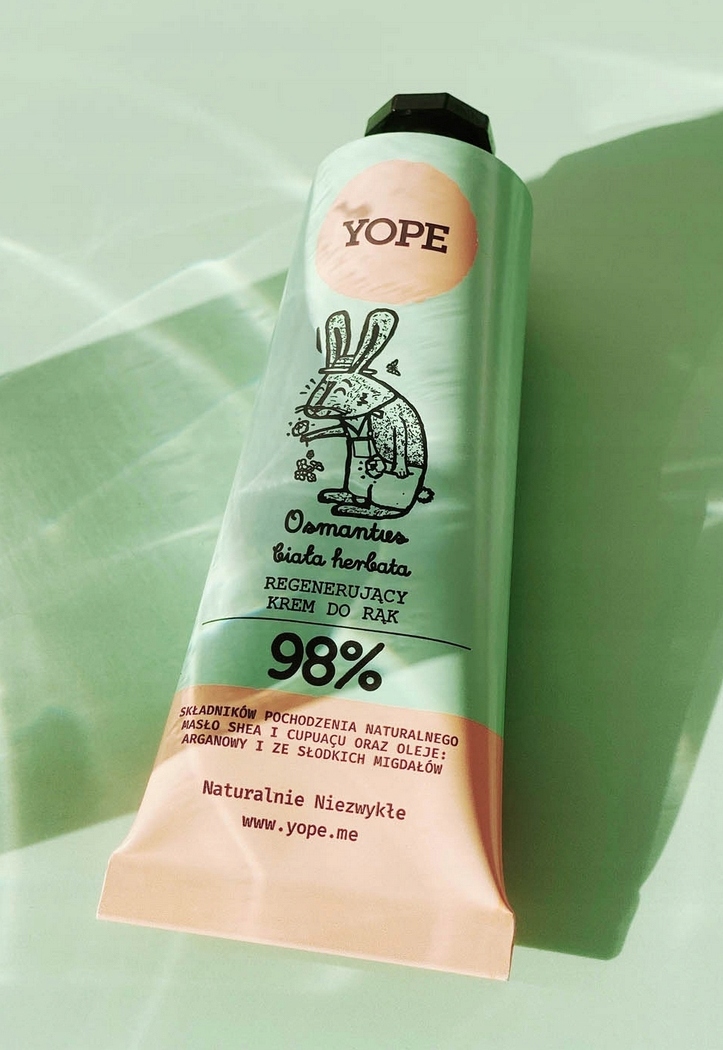 YOPE
Osmantus
biała herbata
REGENERUJĄCY
KREM DO RĄK
98%
SKŁADNIKÓW POCHODZENIA NATURALNEGO
MASŁO SHEA I CUPUAÇU ORAZ OLEJE:
ARGANOWY I ZE SŁODKICH MIGDAŁÓW
Naturalnie Niezwykłe
www.yope.me